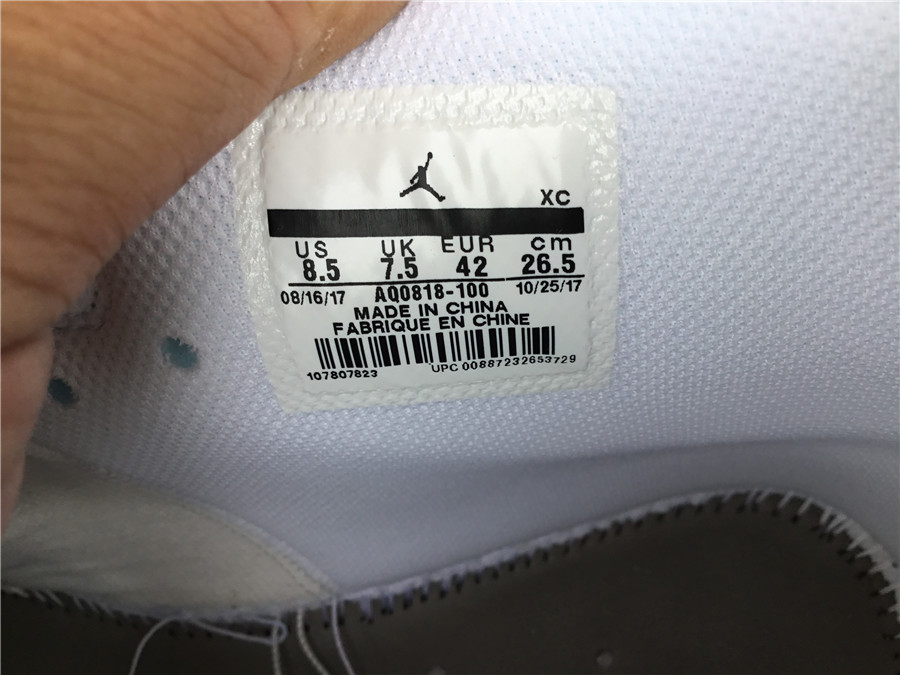 XC
US UK EUR cm
8.5 7.5 42 26.5
08/16/17 AQ0818-100 10/25/17
MADE IN CHINA
FABRIQUE EN CHINE
107807823 UPC 00887232653729